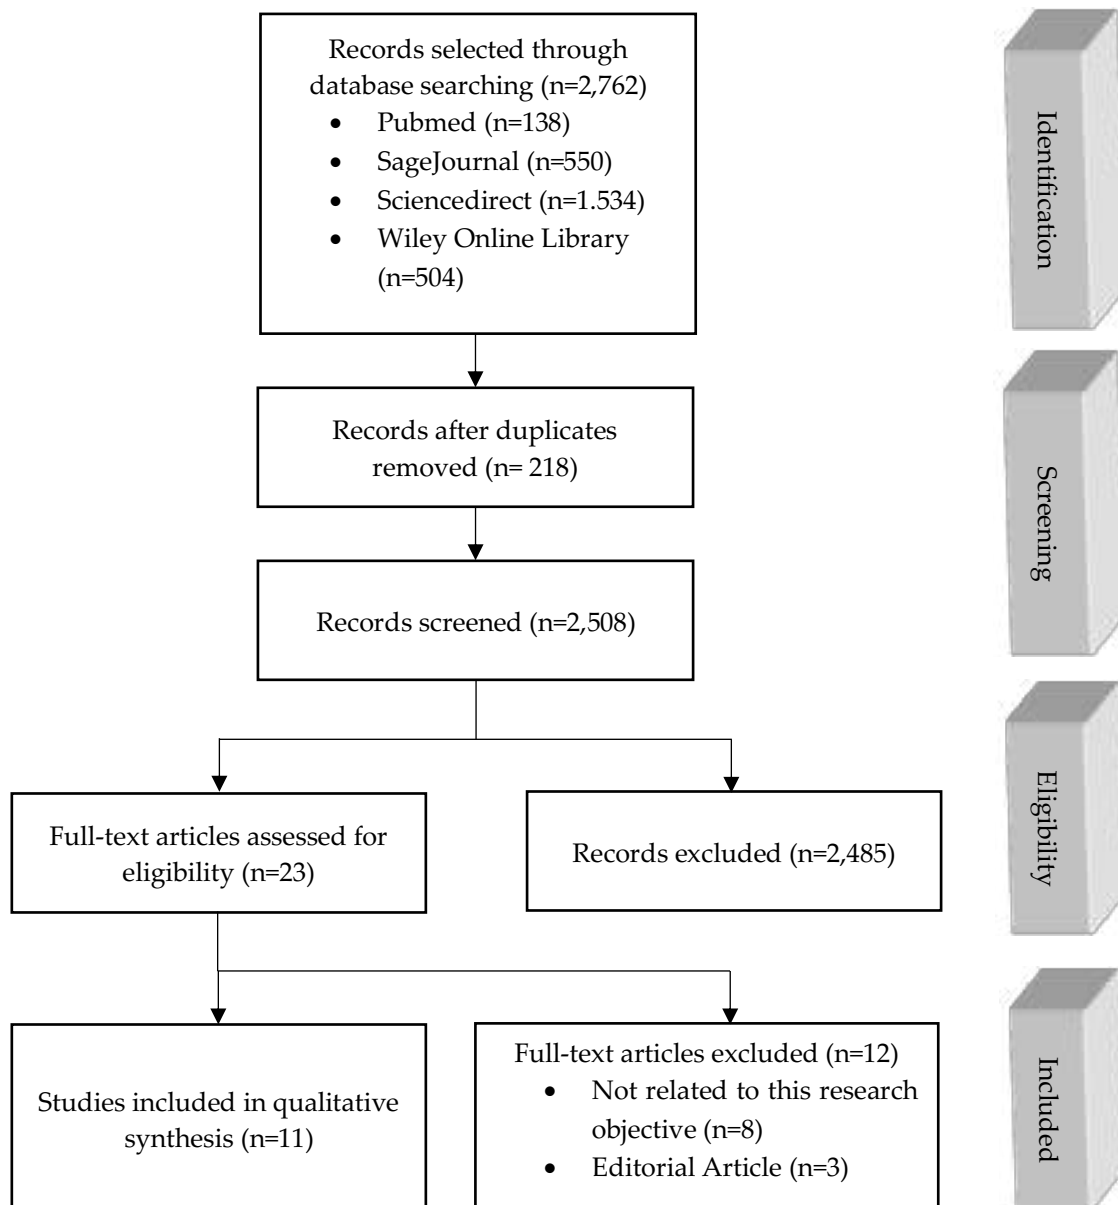 Records selected through
database searching (n=2,762)
• Pubmed (n=138)
• SageJournal (n=550)
• Sciencedirect (n=1.534)
• Wiley Online Library
(n=504)
Identification
Records after duplicates
removed (n= 218)
Screening
Records screened (n=2,508)
Full-text articles assessed for
eligibility (n=23)
Records excluded (n=2,485)
Eligibility
Studies included in qualitative
synthesis (n=11)
Full-text articles excluded (n=12)
• Not related to this research
objective (n=8)
• Editorial Article (n=3)
Included